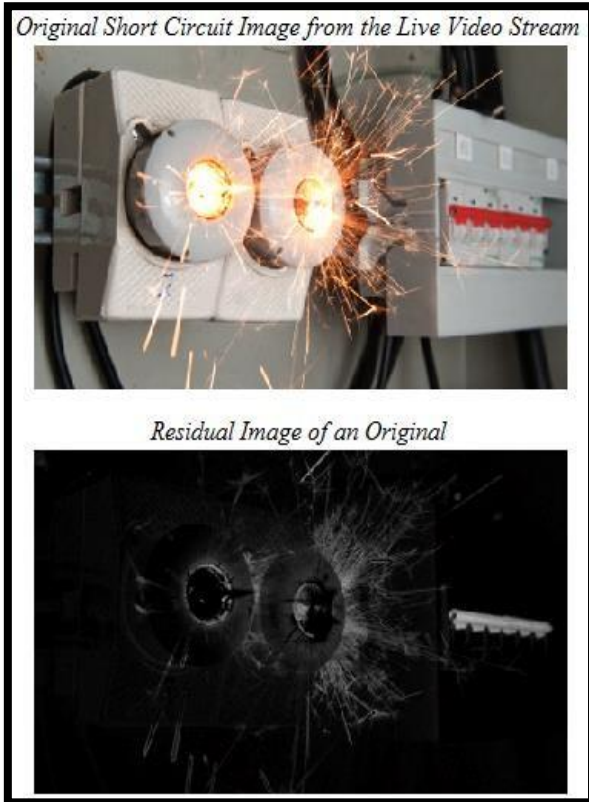 Original Short Circuit Image from the Live Video Stream
Residual Image of an Original